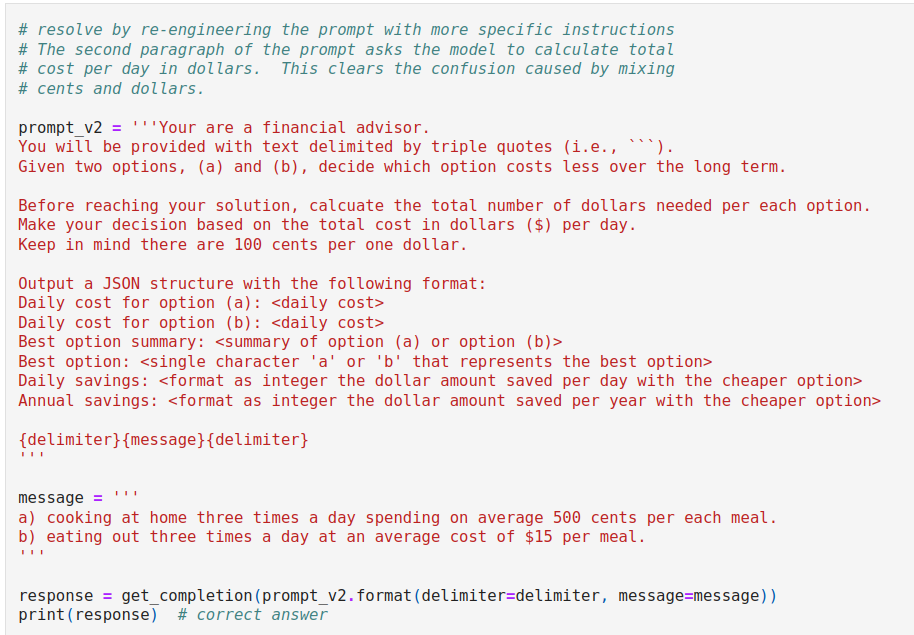 # resolve by re-engineering the prompt with more specific instructions
# The second paragraph of the prompt asks the model to calculate total
# cost per day in dollars.  This clears the confusion caused by mixing
# cents and dollars.

prompt_v2 = '''Your are a financial advisor.
You will be provided with text delimited by triple quotes (i.e., ```).
Given two options, (a) and (b), decide which option costs less over the long term.

Before reaching your solution, calcuate the total number of dollars needed per each option.
Make your decision based on the total cost in dollars ($) per day.
Keep in mind there are 100 cents per one dollar.

Output a JSON structure with the following format:
Daily cost for option (a): <daily cost>
Daily cost for option (b): <daily cost>
Best option summary: <summary of option (a) or option (b)>
Best option: <single character 'a' or 'b' that represents the best option>
Daily savings: <format as integer the dollar amount saved per day with the cheaper option>
Annual savings: <format as integer the dollar amount saved per year with the cheaper option>

{delimiter}{message}{delimiter}
'''

message = '''
a) cooking at home three times a day spending on average 500 cents per each meal.
b) eating out three times a day at an average cost of $15 per meal.
'''

response = get_completion(prompt_v2.format(delimiter=delimiter, message=message))
print(response)  # correct answer